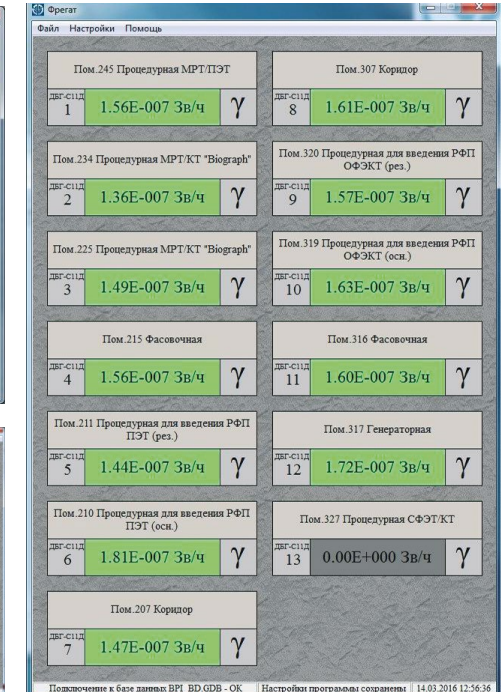 Фрегат
Файл Настройки Помощь
Пом.245 Процедурная МРТ/ПЭТ
ДБГ-С11Д
1
1.56E-007 Зв/ч
γ
Пом.234 Процедурная МРТ/КТ "Biograph"
ДБГ-С11Д
2
1.36E-007 Зв/ч
γ
Пом.225 Процедурная МРТ/КТ "Biograph"
ДБГ-С11Д
3
1.49E-007 Зв/ч
γ
Пом.215 Фасовочная
ДБГ-С11Д
4
1.56E-007 Зв/ч
γ
Пом.211 Процедурная для введения РФП
ПЭТ (рез.)
ДБГ-С11Д
5
1.44E-007 Зв/ч
γ
Пом.210 Процедурная для введения РФП
ПЭТ (осн.)
ДБГ-С11Д
6
1.81E-007 Зв/ч
γ
Пом.207 Коридор
ДБГ-С11Д
7
1.47E-007 Зв/ч
γ
Пом.307 Коридор
ДБГ-С11Д
8
1.61E-007 Зв/ч
γ
Пом.320 Процедурная для введения РФП
ОФЭКТ (рез.)
ДБГ-С11Д
9
1.57E-007 Зв/ч
γ
Пом.319 Процедурная для введения РФП
ОФЭКТ (осн.)
ДБГ-С11Д
10
1.63E-007 Зв/ч
γ
Пом.316 Фасовочная
ДБГ-С11Д
11
1.60E-007 Зв/ч
γ
Пом.317 Генераторная
ДБГ-С11Д
12
1.72E-007 Зв/ч
γ
Пом.327 Процедурная СФЭТ/КТ
ДБГ-С11Д
13
0.00E+000 Зв/ч
γ
Подключение к базе данных BPI_BD.GDB - OK
Настройки программы сохранены
14.03.2016 12:56:36